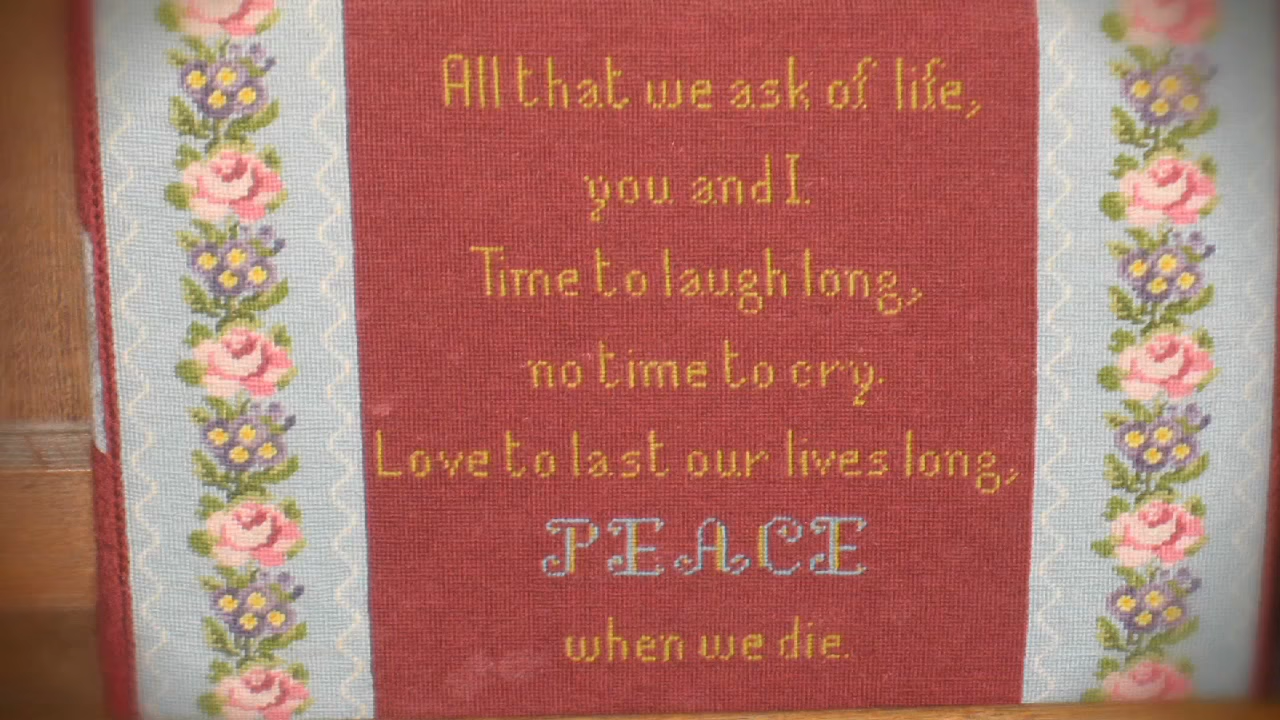 All that we ask of life,
you and I.
Time to laugh long,
no time to cry.
Love to last our lives long,
PEACE
when we die.